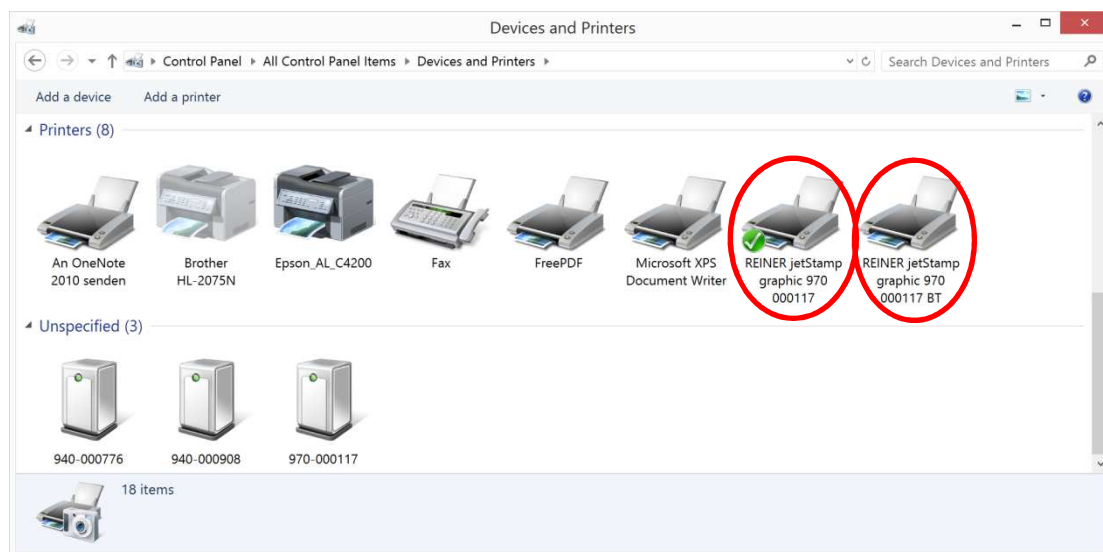 Devices and Printers
Control Panel ▸ All Control Panel Items ▸ Devices and Printers ▸
Search Devices and Printers
Add a device Add a printer
Printers (8)
An OneNote 2010 senden
Brother HL-2075N
Epson_AL_C4200
Fax
FreePDF
Microsoft XPS Document Writer
REINER jetStamp graphic 970 000117
REINER jetStamp graphic 970 000117 BT
Unspecified (3)
940-000776
940-000908
970-000117
18 items